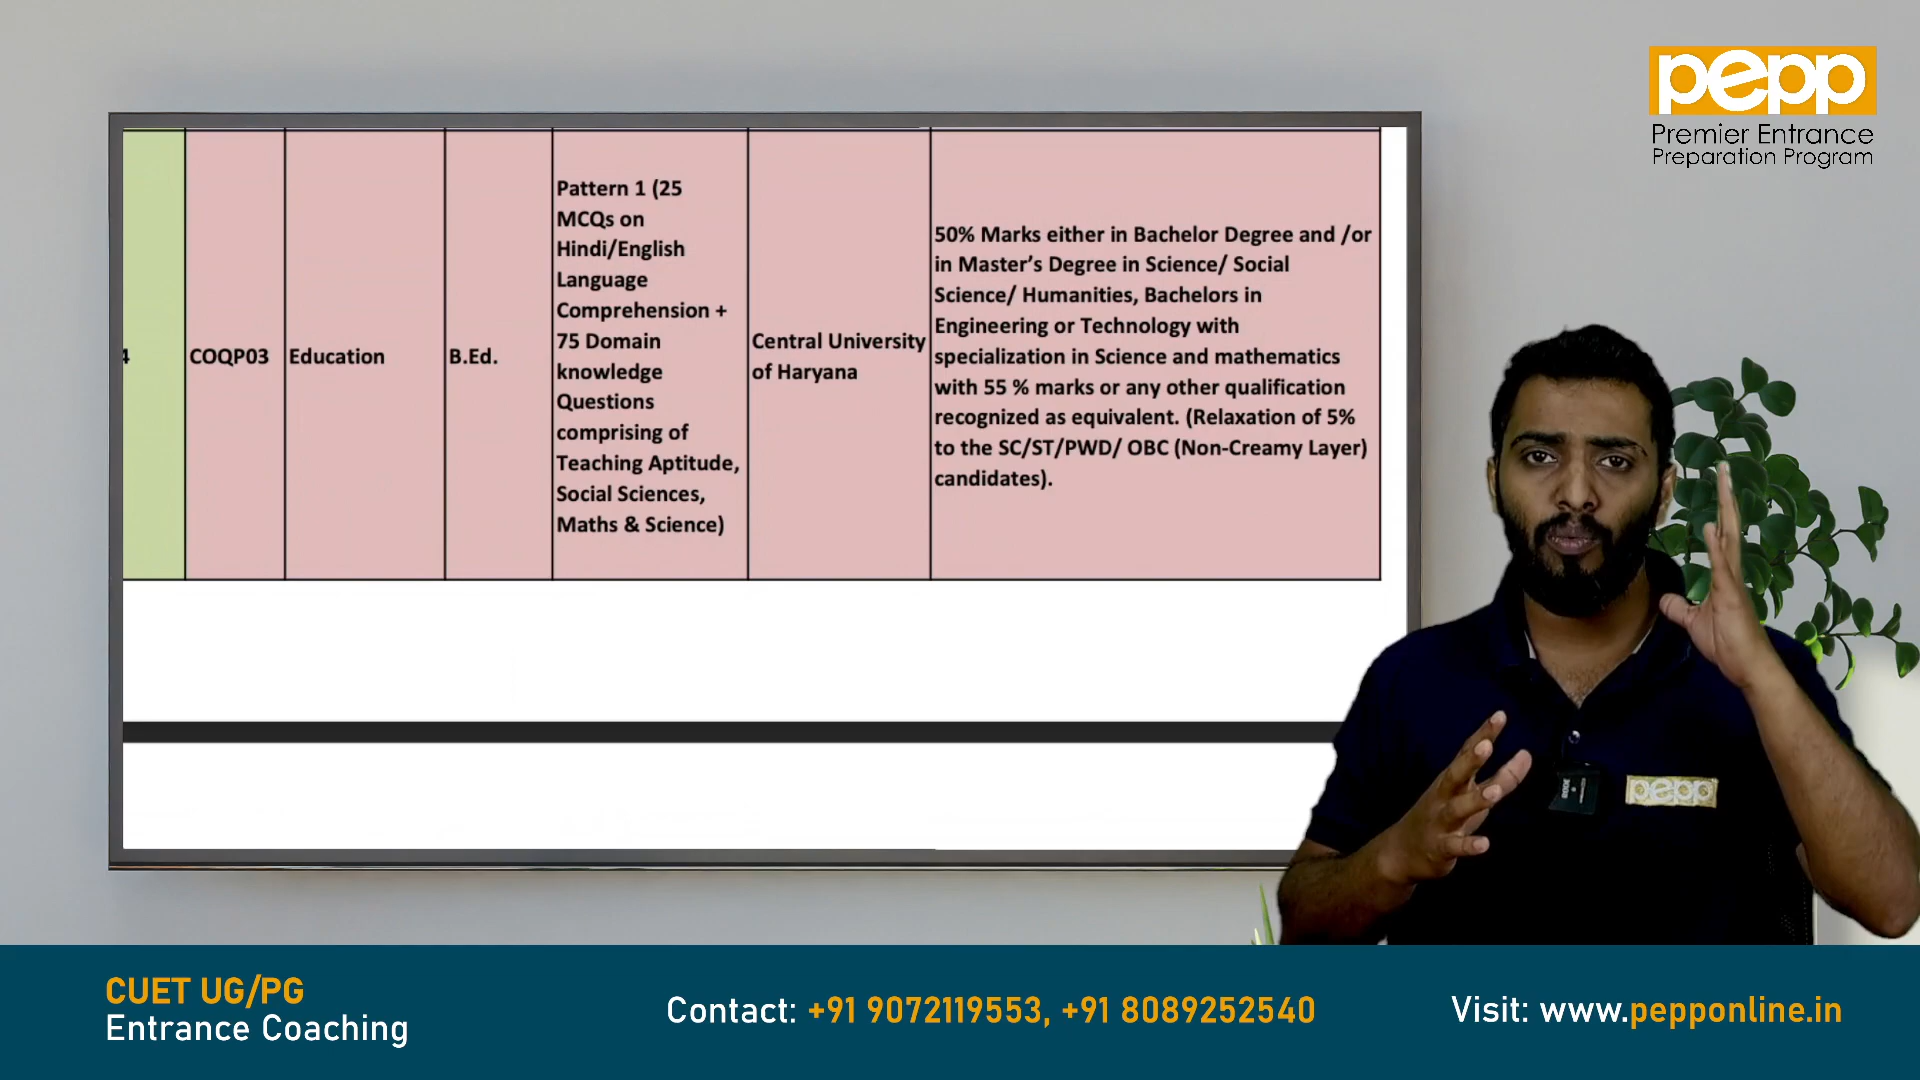 pepp
Premier Entrance
Preparation Program
4
COQP03
Education
B.Ed.
Pattern 1 (25
MCQs on
Hindi/English
Language
Comprehension +
75 Domain
knowledge
Questions
comprising of
Teaching Aptitude,
Social Sciences,
Maths & Science)
Central University
of Haryana
50% Marks either in Bachelor Degree and /or
in Master’s Degree in Science/ Social
Science/ Humanities, Bachelors in
Engineering or Technology with
specialization in Science and mathematics
with 55 % marks or any other qualification
recognized as equivalent. (Relaxation of 5%
to the SC/ST/PWD/ OBC (Non-Creamy Layer)
candidates).
pepp
CUET UG/PG
Entrance Coaching
Contact: +91 9072119553, +91 8089252540
Visit: www.pepponline.in